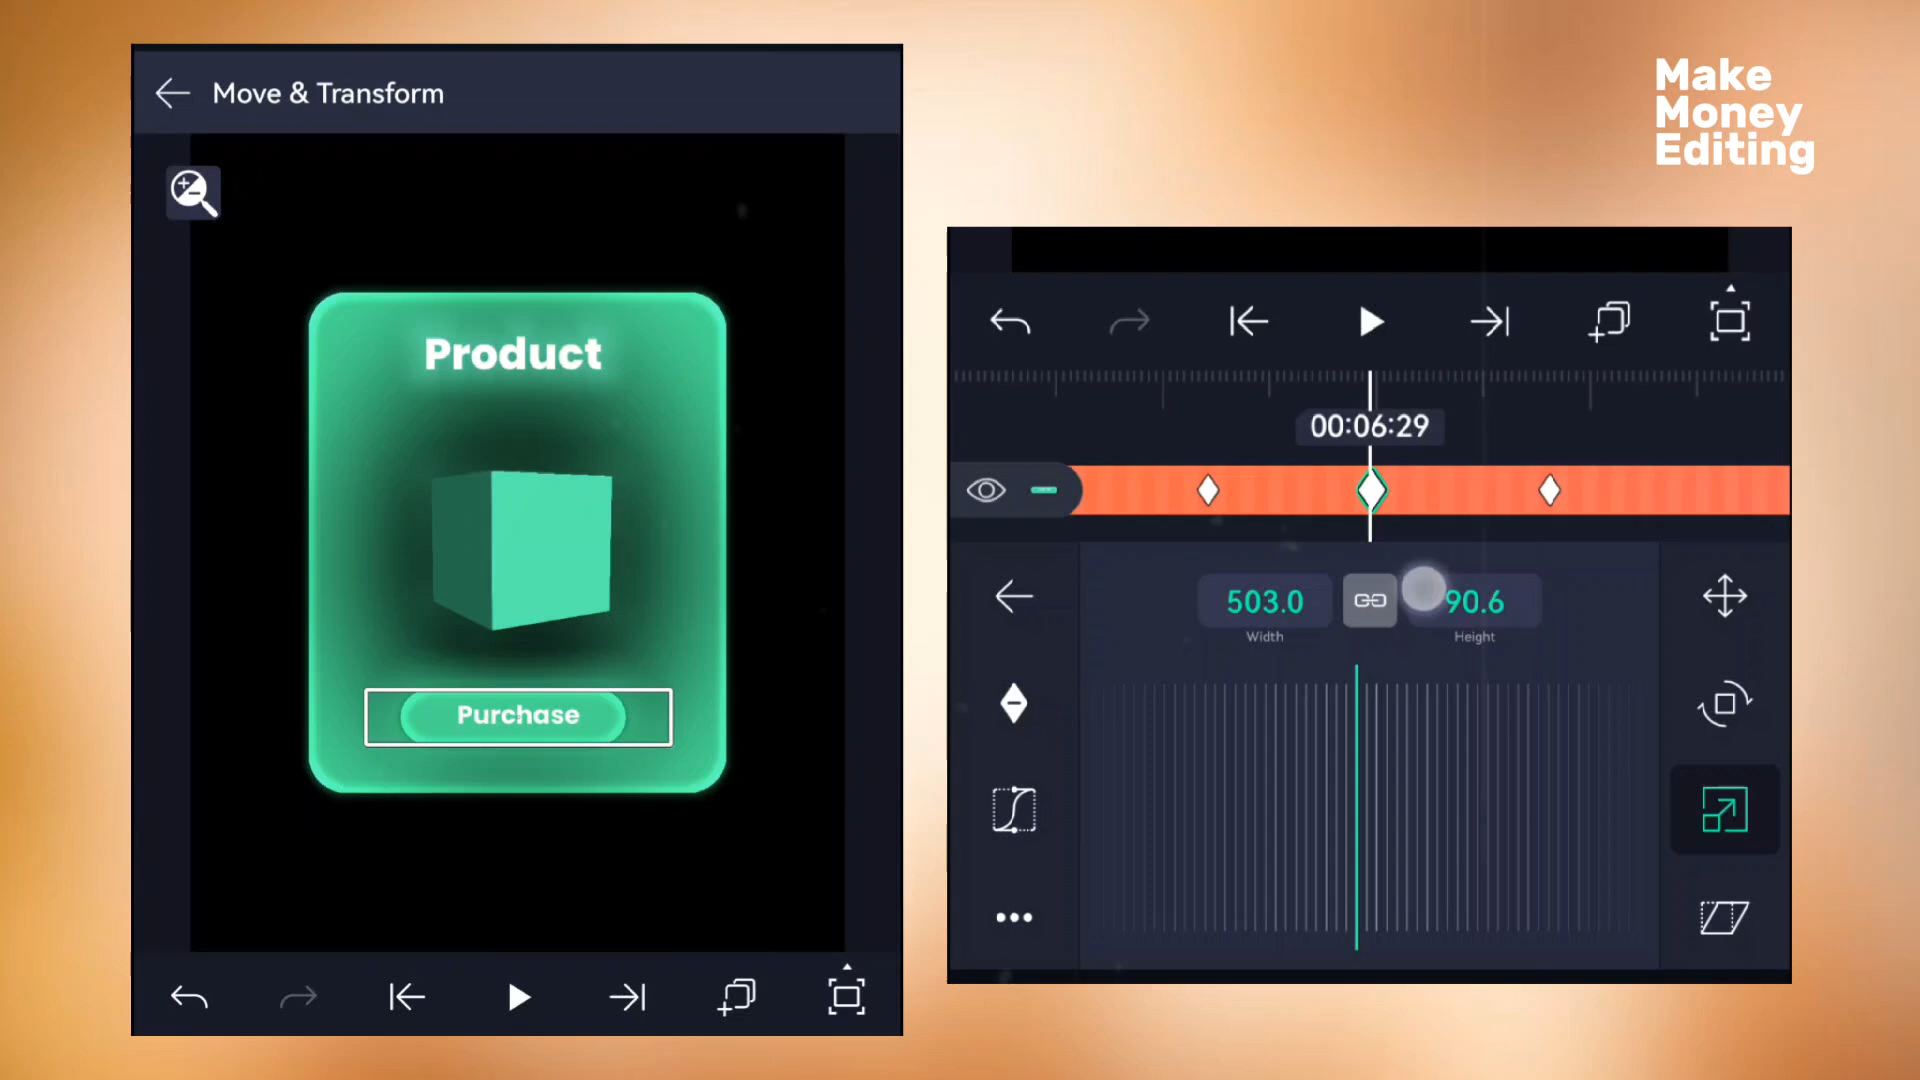 Move & Transform
Product
Purchase
Make
Money
Editing
00:06:29
503.0
90.6
Width
Height